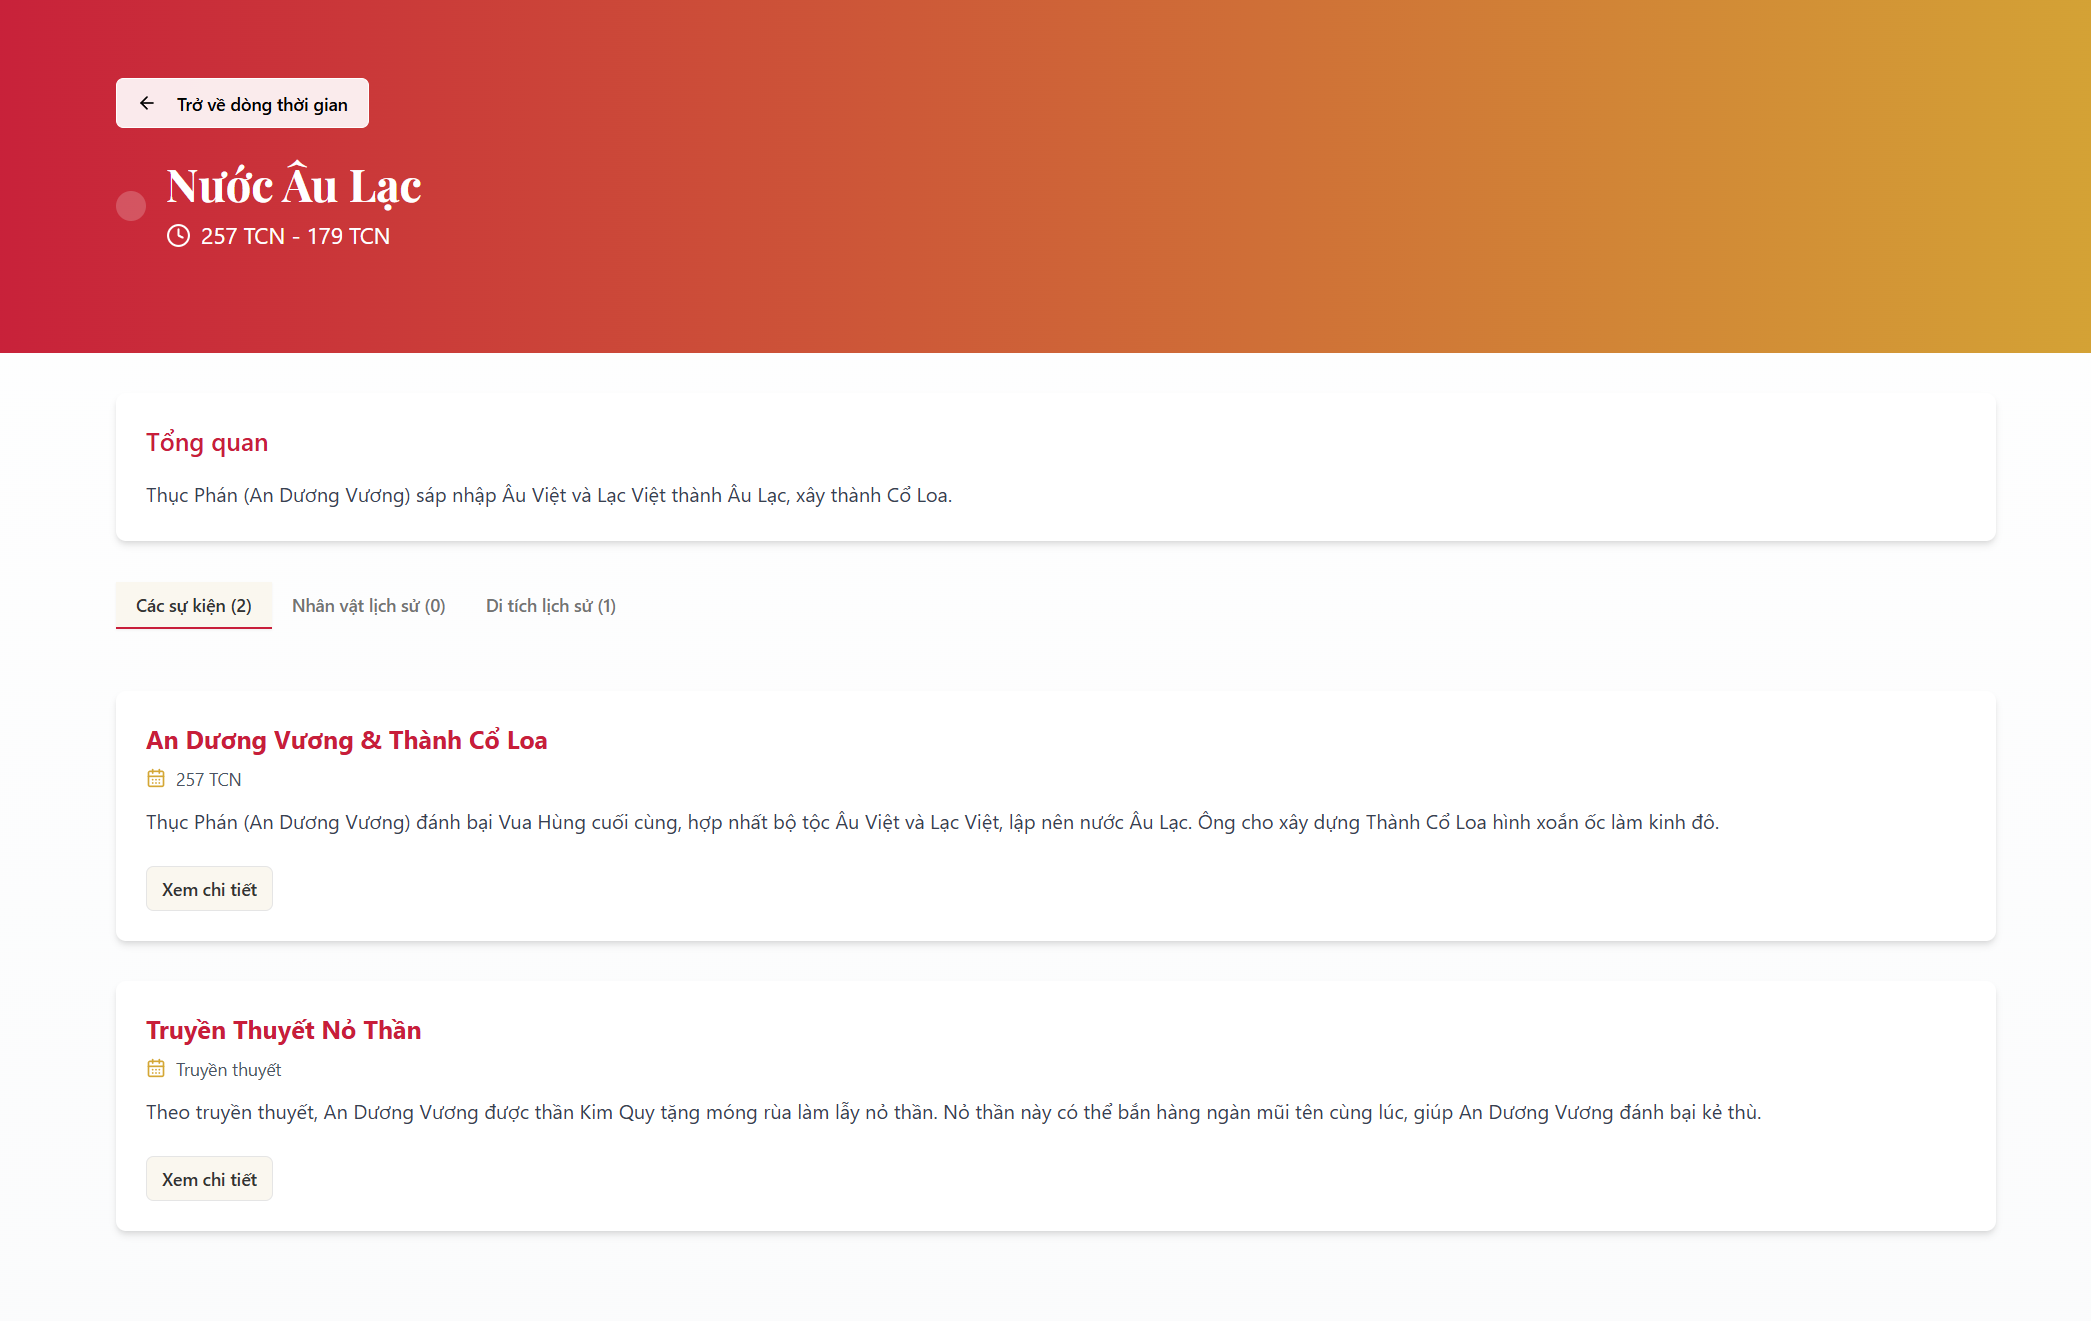 Trở về dòng thời gian
Nước Âu Lạc
257 TCN - 179 TCN
Tổng quan
Thục Phán (An Dương Vương) sáp nhập Âu Việt và Lạc Việt thành Âu Lạc, xây thành Cổ Loa.
Các sự kiện (2)
Nhân vật lịch sử (0)
Di tích lịch sử (1)
An Dương Vương & Thành Cổ Loa
257 TCN
Thục Phán (An Dương Vương) đánh bại Vua Hùng cuối cùng, hợp nhất bộ tộc Âu Việt và Lạc Việt, lập nên nước Âu Lạc. Ông cho xây dựng Thành Cổ Loa hình xoắn ốc làm kinh đô.
Xem chi tiết
Truyền Thuyết Nỏ Thần
Truyền thuyết
Theo truyền thuyết, An Dương Vương được thần Kim Quy tặng móng rùa làm lẫy nỏ thần. Nỏ thần này có thể bắn hàng ngàn mũi tên cùng lúc, giúp An Dương Vương đánh bại kẻ thù.
Xem chi tiết